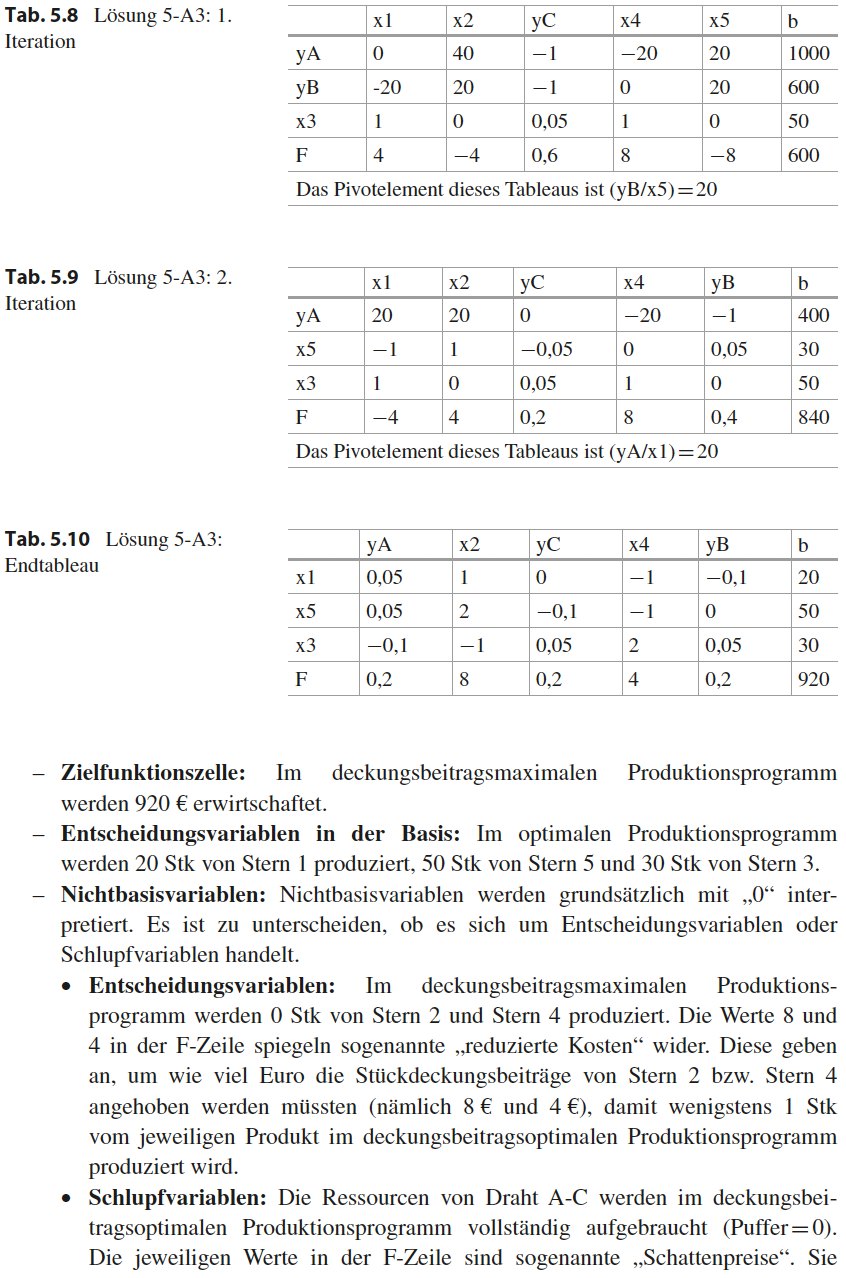 Tab. 5.8 Lösung 5-A3: 1.
Iteration
x1 x2 yC x4 x5 b
yA 0 40 −1 −20 20 1000
yB -20 20 −1 0 20 600
x3 1 0 0,05 1 0 50
F 4 −4 0,6 8 −8 600
Das Pivotelement dieses Tableaus ist (yB/x5)=20
Tab. 5.9 Lösung 5-A3: 2.
Iteration
x1 x2 yC x4 yB b
yA 20 20 0 −20 −1 400
x5 −1 1 −0,05 0 0,05 30
x3 1 0 0,05 1 0 50
F −4 4 0,2 8 0,4 840
Das Pivotelement dieses Tableaus ist (yA/x1)=20
Tab. 5.10 Lösung 5-A3:
Endtableau
yA x2 yC x4 yB b
x1 0,05 1 0 −1 −0,1 20
x5 0,05 2 −0,1 −1 0 50
x3 −0,1 −1 0,05 2 0,05 30
F 0,2 8 0,2 4 0,2 920
– Zielfunktionszelle: Im deckungsbeitragsmaximalen Produktionsprogramm
werden 920 € erwirtschaftet.
– Entscheidungsvariablen in der Basis: Im optimalen Produktionsprogramm
werden 20 Stk von Stern 1 produziert, 50 Stk von Stern 5 und 30 Stk von Stern 3.
– Nichtbasisvariablen: Nichtbasisvariablen werden grundsätzlich mit „0“ inter-
pretiert. Es ist zu unterscheiden, ob es sich um Entscheidungsvariablen oder
Schlupfvariablen handelt.
• Entscheidungsvariablen: Im deckungsbeitragsmaximalen Produktions-
programm werden 0 Stk von Stern 2 und Stern 4 produziert. Die Werte 8 und
4 in der F-Zeile spiegeln sogenannte „reduzierte Kosten“ wider. Diese geben
an, um wie viel Euro die Stückdeckungsbeiträge von Stern 2 bzw. Stern 4
angehoben werden müssten (nämlich 8 € und 4 €), damit wenigstens 1 Stk
vom jeweiligen Produkt im deckungsbeitragsoptimalen Produktionsprogramm
produziert wird.
• Schlupfvariablen: Die Ressourcen von Draht A-C werden im deckungsbei-
tragsoptimalen Produktionsprogramm vollständig aufgebraucht (Puffer=0).
Die jeweiligen Werte in der F-Zeile sind sogenannte „Schattenpreise“. Sie